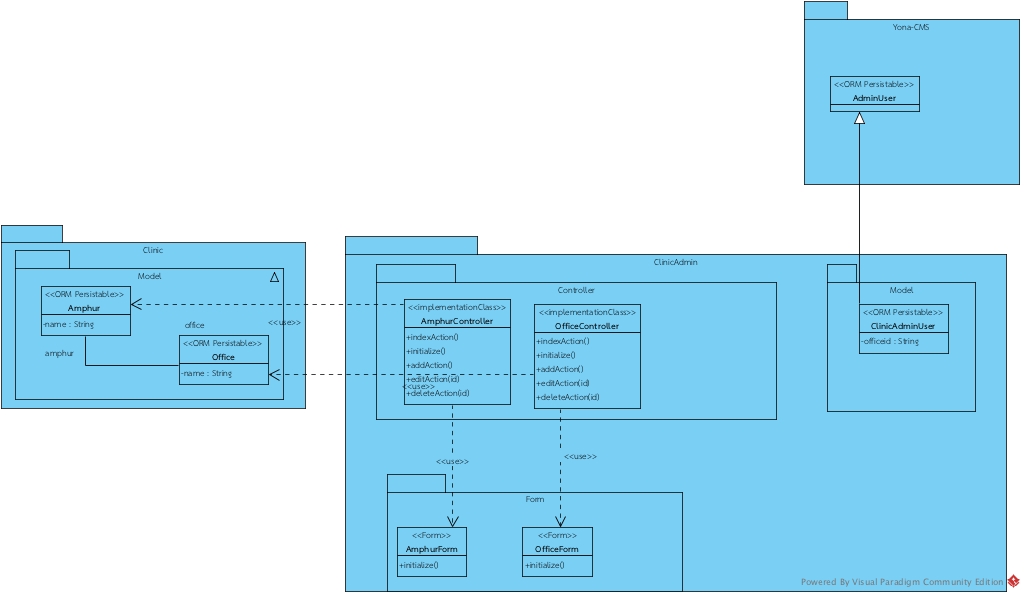 Yona-CMS
<<ORM Persistable>>
AdminUser
Clinic
Model
<<ORM Persistable>>
Amphur
-name : String
office
<<use>>
amphur
<<ORM Persistable>>
Office
-name : String
ClinicAdmin
Controller
<<implementationClass>>
AmphurController
+indexAction()
+initialize()
+addAction()
+editAction(id)
<<use>>
+deleteAction(id)
<<implementationClass>>
OfficeController
+indexAction()
+initialize()
+addAction()
+editAction(id)
+deleteAction(id)
Model
<<ORM Persistable>>
ClinicAdminUser
-officeid : String
<<use>>
<<use>>
Form
<<Form>>
AmphurForm
+initialize()
<<Form>>
OfficeForm
+initialize()
Powered By Visual Paradigm Community Edition